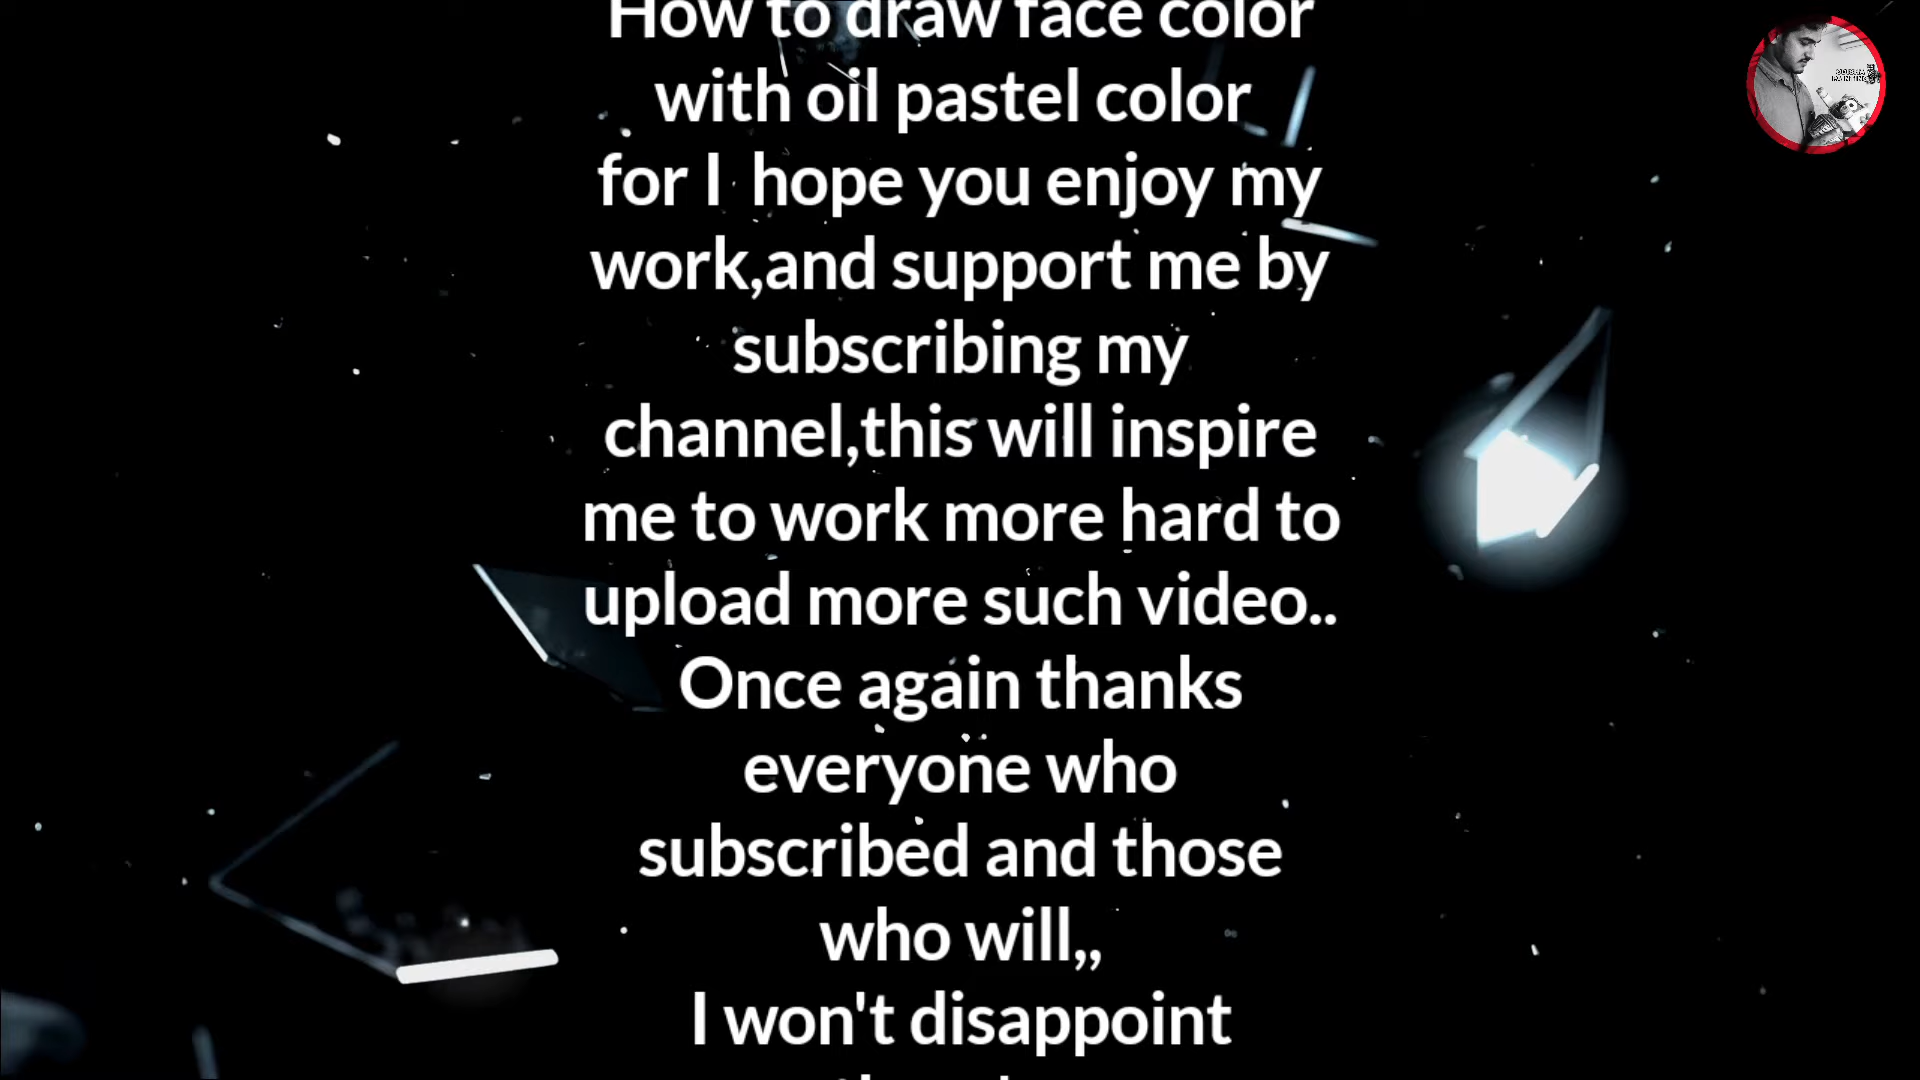 How to draw face color
with oil pastel color
for I hope you enjoy my
work,and support me by
subscribing my
channel,this will inspire
me to work more hard to
upload more such video..
Once again thanks
everyone who
subscribed and those
who will,,
I won't disappoint